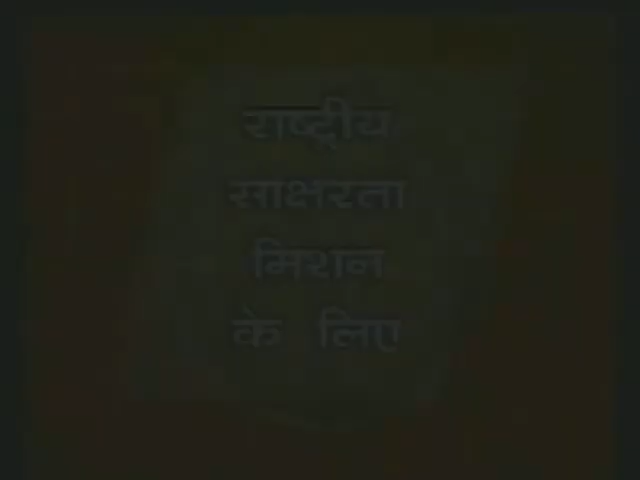 राष्ट्रीय
साक्षरता
मिशन
के लिए